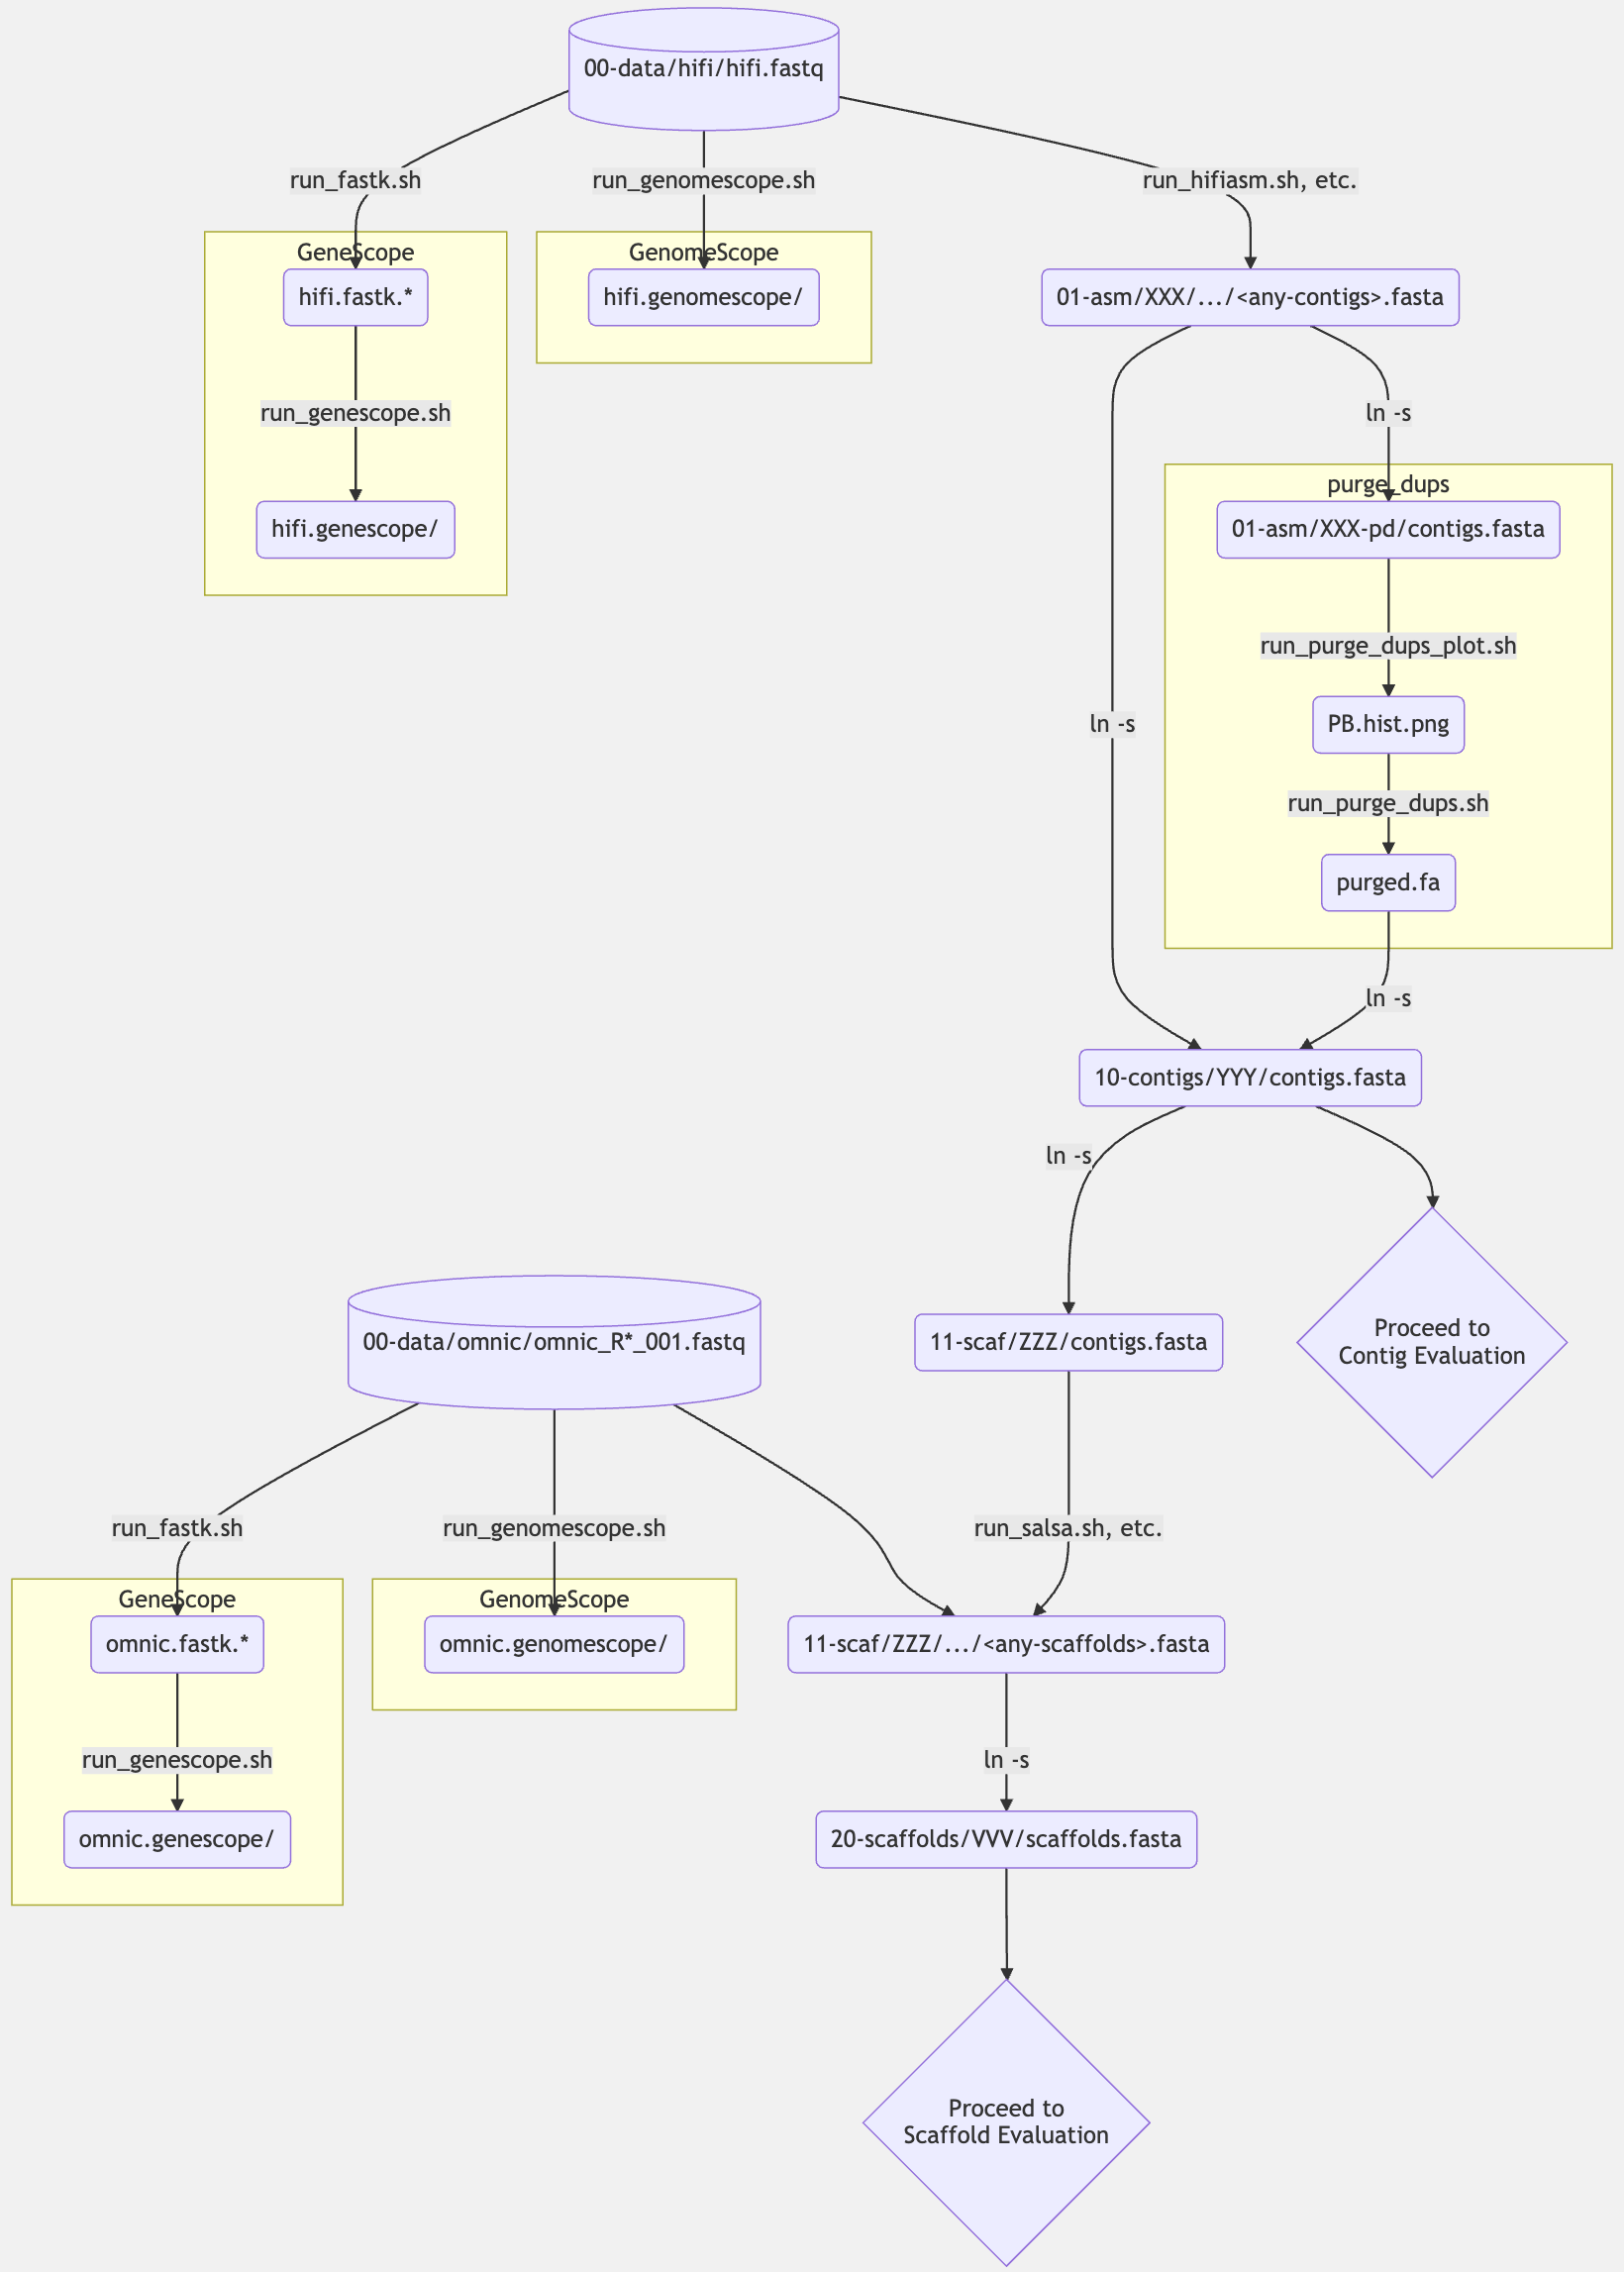 00-data/hifi/hifi.fastq
run_fastk.sh
run_genomescope.sh
run_hifiasm.sh, etc.
GeneScope
GenomeScope
hifi.fastk.*
hifi.genomescope/
01-asm/XXX/.../<any-contigs>.fasta
run_genescope.sh
ln -s
purge_dups
hifi.genescope/
01-asm/XXX-pd/contigs.fasta
run_purge_dups_plot.sh
ln -s
PB.hist.png
run_purge_dups.sh
purged.fa
ln -s
10-contigs/YYY/contigs.fasta
ln -s
00-data/omnic/omnic_R*_001.fastq
11-scaf/ZZZ/contigs.fasta
Proceed to
Contig Evaluation
run_fastk.sh
run_genomescope.sh
run_salsa.sh, etc.
GeneScope
GenomeScope
omnic.fastk.*
omnic.genomescope/
11-scaf/ZZZ/.../<any-scaffolds>.fasta
run_genescope.sh
ln -s
omnic.genescope/
20-scaffolds/VVV/scaffolds.fasta
Proceed to
Scaffold Evaluation